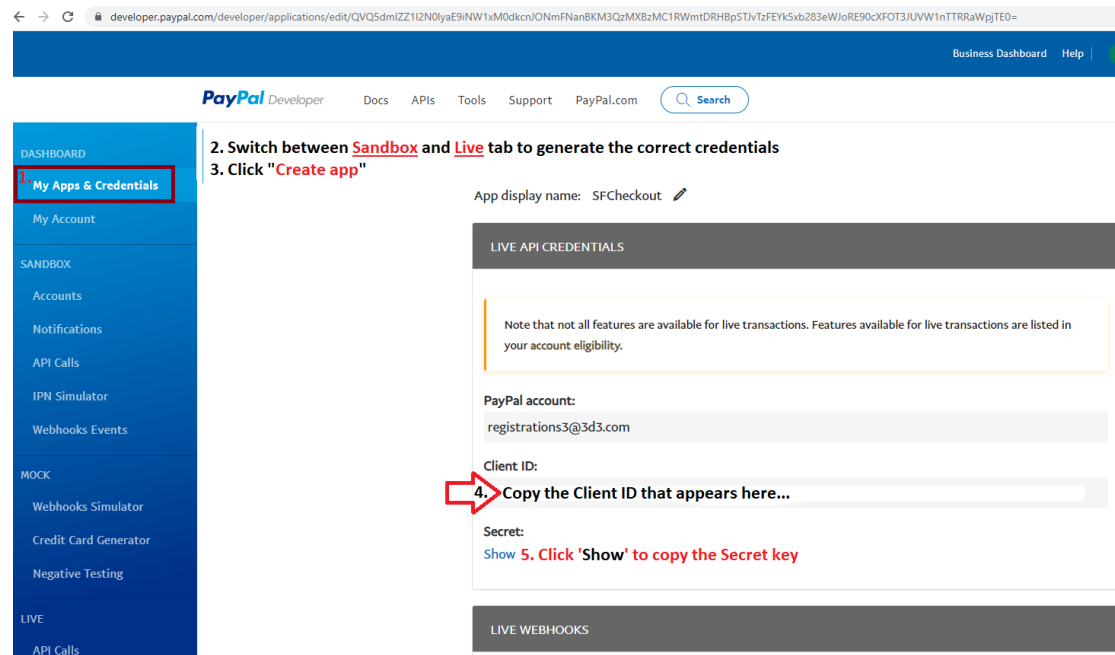 developer.paypal.com/developer/applications/edit/QVQ5dmlZZ1I2N0lyaE9iNW1xM0dkcnJONmFNanBKM3QzMXBzMC1RWmtDRHBpSTJvTzFEYk5xb283eWJoRE90cXFOT3JUVW1nTTRRaWpjTE0=
Business Dashboard Help
PayPal Developer Docs APIs Tools Support PayPal.com Search
DASHBOARD
1. My Apps & Credentials
My Account
SANDBOX
Accounts
Notifications
API Calls
IPN Simulator
Webhooks Events
MOCK
Webhooks Simulator
Credit Card Generator
Negative Testing
LIVE
API Calls
2. Switch between Sandbox and Live tab to generate the correct credentials
3. Click "Create app"
App display name: SFCheckout
LIVE API CREDENTIALS
Note that not all features are available for live transactions. Features available for live transactions are listed in
your account eligibility.
PayPal account:
registrations3@3d3.com
Client ID:
4. Copy the Client ID that appears here...
Secret:
Show 5. Click 'Show' to copy the Secret key
LIVE WEBHOOKS